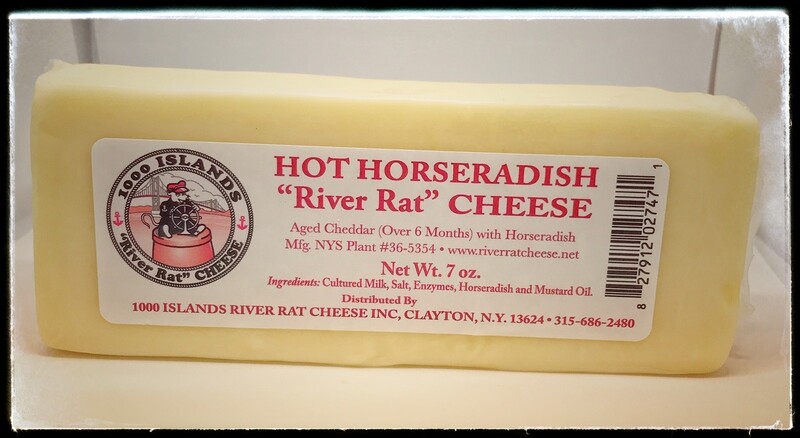 1000 ISLANDS
"River Rat" CHEESE
HOT HORSERADISH
"River Rat" CHEESE
Aged Cheddar (Over 6 Months) with Horseradish
Mfg. NYS Plant #36-5354 • www.riverratcheese.net
Net Wt. 7 oz.
Ingredients: Cultured Milk, Salt, Enzymes, Horseradish and Mustard Oil.
Distributed By
1000 ISLANDS RIVER RAT CHEESE INC, CLAYTON, N.Y. 13624 • 315-686-2480
8 27912 02747 1